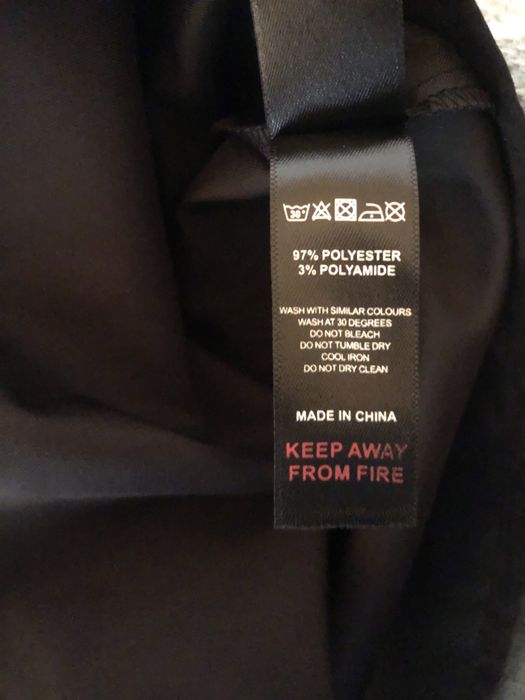 30°
97% POLYESTER
3% POLYAMIDE
WASH WITH SIMILAR COLOURS
WASH AT 30 DEGREES
DO NOT BLEACH
DO NOT TUMBLE DRY
COOL IRON
DO NOT DRY CLEAN
MADE IN CHINA
KEEP AWAY
FROM FIRE